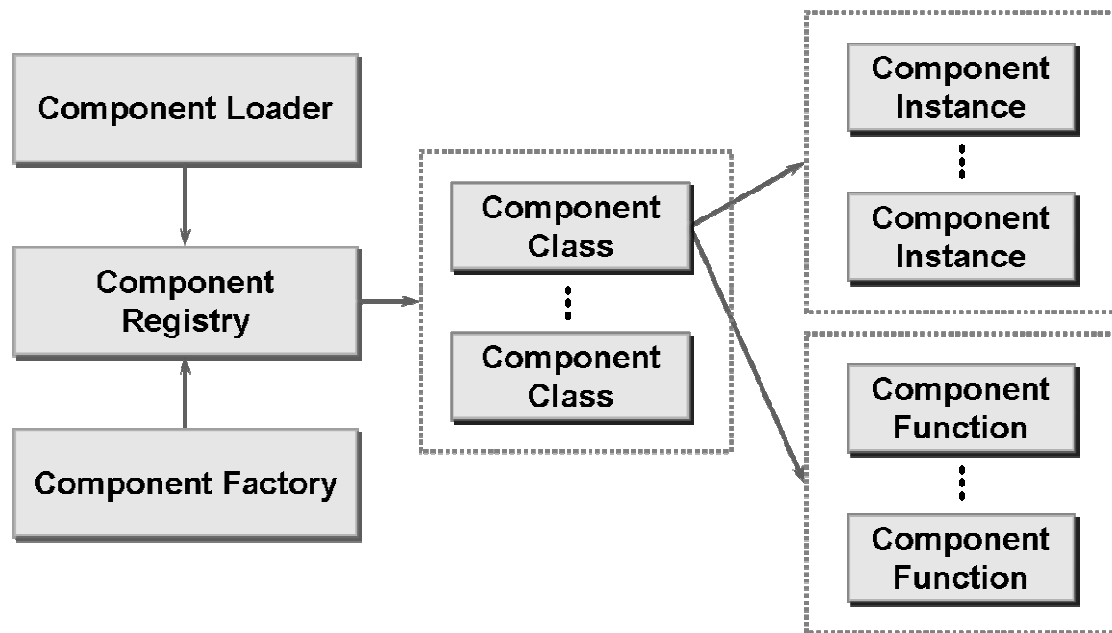 Component Loader
Component
Registry
Component Factory
Component
Class
Component
Class
Component
Instance
Component
Instance
Component
Function
Component
Function